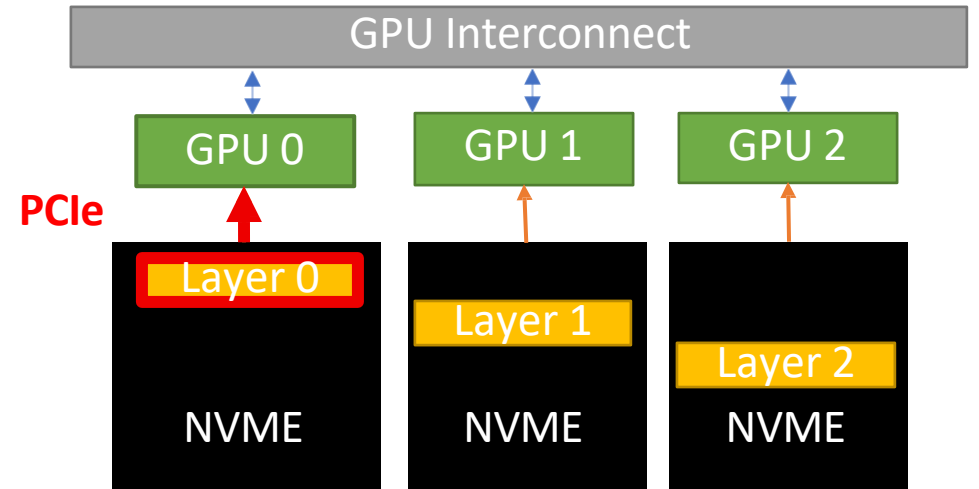 GPU Interconnect
GPU 0
GPU 1
GPU 2
PCIe
Layer 0
Layer 1
Layer 2
NVME
NVME
NVME